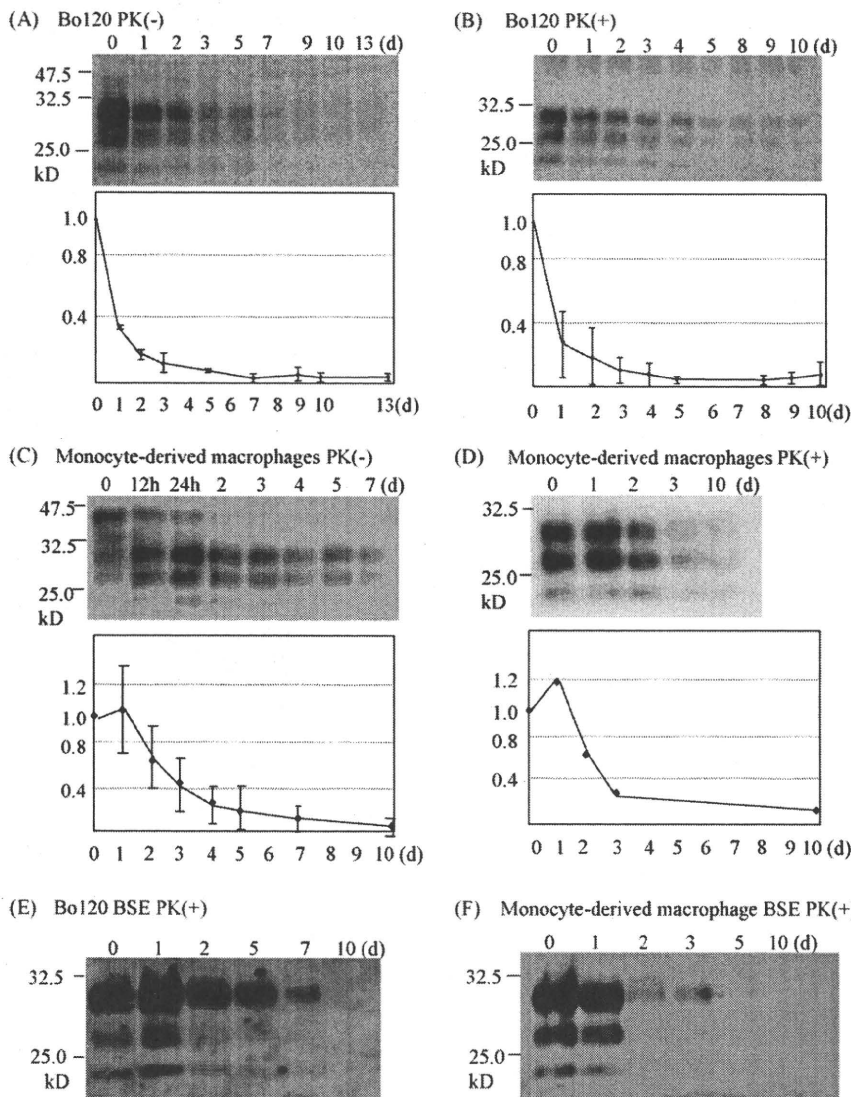 (A) Bo120 PK(-)
0 1 2 3 5 7 9 10 13 (d)
47.5
32.5
25.0
kD
1.0
0.8
0.4
0 1 2 3 4 5 6 7 8 9 10 13(d)
(B) Bo120 PK(+)
0 1 2 3 4 5 8 9 10 (d)
32.5
25.0
kD
1.0
0.8
0.4
0 1 2 3 4 5 6 7 8 9 10(d)
(C) Monocyte-derived macrophages PK(-)
0 12h 24h 2 3 4 5 7 (d)
47.5
32.5
25.0
kD
1.2
1.0
0.8
0.4
0 1 2 3 4 5 6 7 8 9 10 (d)
(D) Monocyte-derived macrophages PK(+)
0 1 2 3 10 (d)
32.5
25.0
kD
1.2
1.0
0.8
0.4
0 1 2 3 4 5 6 7 8 9 10 (d)
(E) Bo120 BSE PK(+)
0 1 2 5 7 10 (d)
32.5
25.0
kD
(F) Monocyte-derived macrophage BSE PK(+
0 1 2 3 5 10 (d)
32.5
25.0
kD